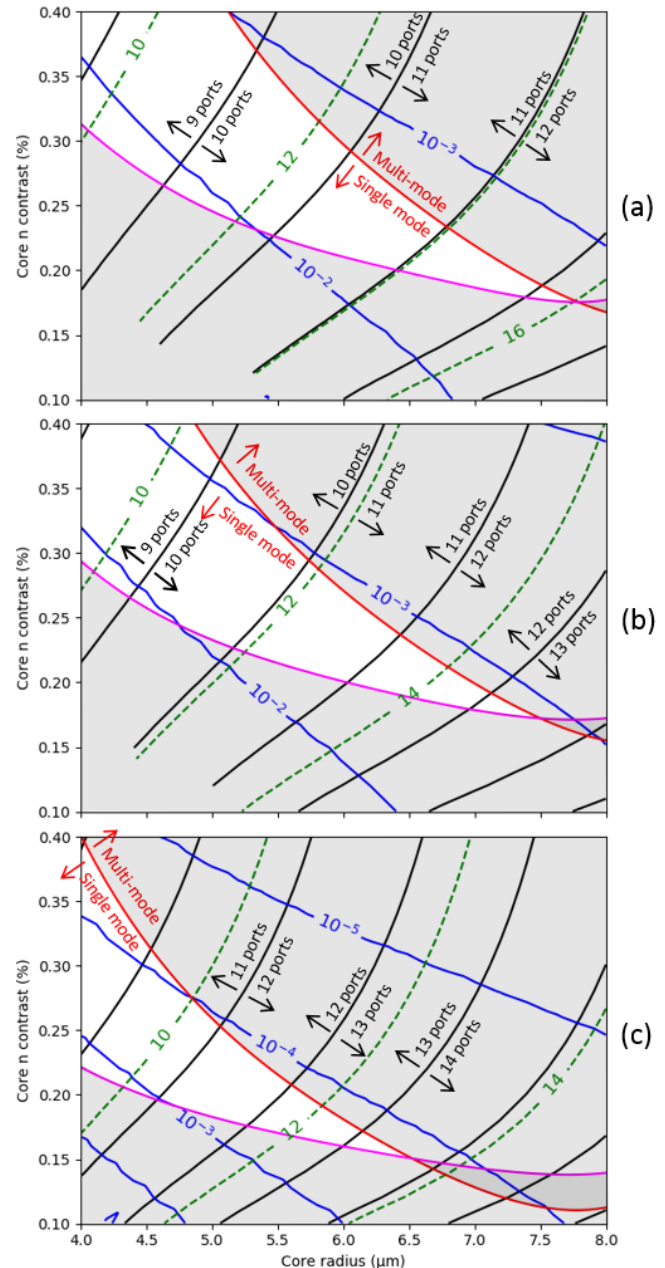 0.40
0.35
0.30
0.25
0.20
0.15
0.10
Core n contrast (%)
10
9 ports
10 ports
12
10 ports
11 ports
11 ports
12 ports
10⁻³
Multi-mode
Single mode
10⁻²
16
(a)
0.40
0.35
0.30
0.25
0.20
0.15
0.10
Core n contrast (%)
10
9 ports
10 ports
Multi-mode
Single mode
10 ports
11 ports
12
11 ports
12 ports
10⁻³
12 ports
13 ports
10⁻²
14
(b)
0.40
0.35
0.30
0.25
0.20
0.15
0.10
Core n contrast (%)
Multi-mode
Single mode
10⁻⁵
11 ports
12 ports
12 ports
13 ports
13 ports
14 ports
10
10⁻⁴
10⁻³
12
14
(c)
4.0 4.5 5.0 5.5 6.0 6.5 7.0 7.5 8.0
Core radius (μm)